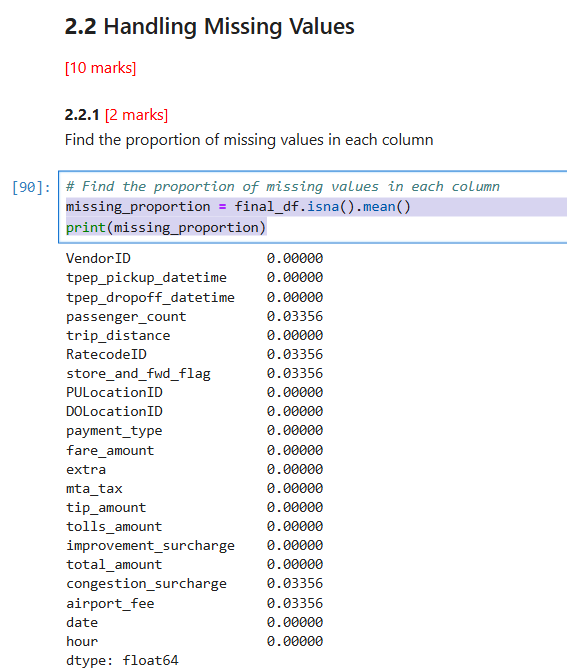 2.2 Handling Missing Values
[10 marks]
2.2.1 [2 marks]
Find the proportion of missing values in each column
[90]: # Find the proportion of missing values in each column
missing_proportion = final_df.isna().mean()
print(missing_proportion)
VendorID 0.00000
tpep_pickup_datetime 0.00000
tpep_dropoff_datetime 0.00000
passenger_count 0.03356
trip_distance 0.00000
RatecodeID 0.03356
store_and_fwd_flag 0.03356
PULocationID 0.00000
DOLocationID 0.00000
payment_type 0.00000
fare_amount 0.00000
extra 0.00000
mta_tax 0.00000
tip_amount 0.00000
tolls_amount 0.00000
improvement_surcharge 0.00000
total_amount 0.00000
congestion_surcharge 0.03356
airport_fee 0.03356
date 0.00000
hour 0.00000
dtype: float64